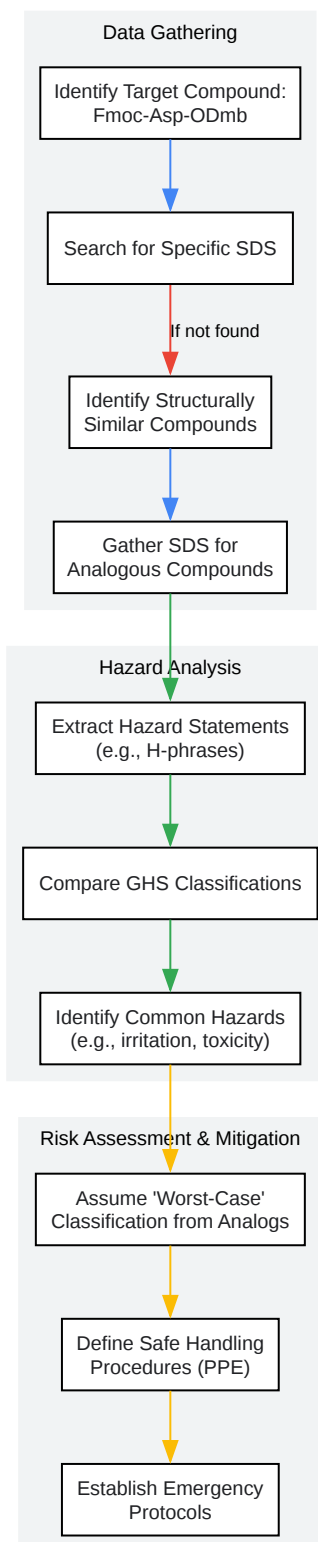 Data Gathering
Identify Target Compound:
Fmoc-Asp-ODmb
Search for Specific SDS
If not found
Identify Structurally
Similar Compounds
Gather SDS for
Analogous Compounds
Hazard Analysis
Extract Hazard Statements
(e.g., H-phrases)
Compare GHS Classifications
Identify Common Hazards
(e.g., irritation, toxicity)
Risk Assessment & Mitigation
Assume 'Worst-Case'
Classification from Analogs
Define Safe Handling
Procedures (PPE)
Establish Emergency
Protocols